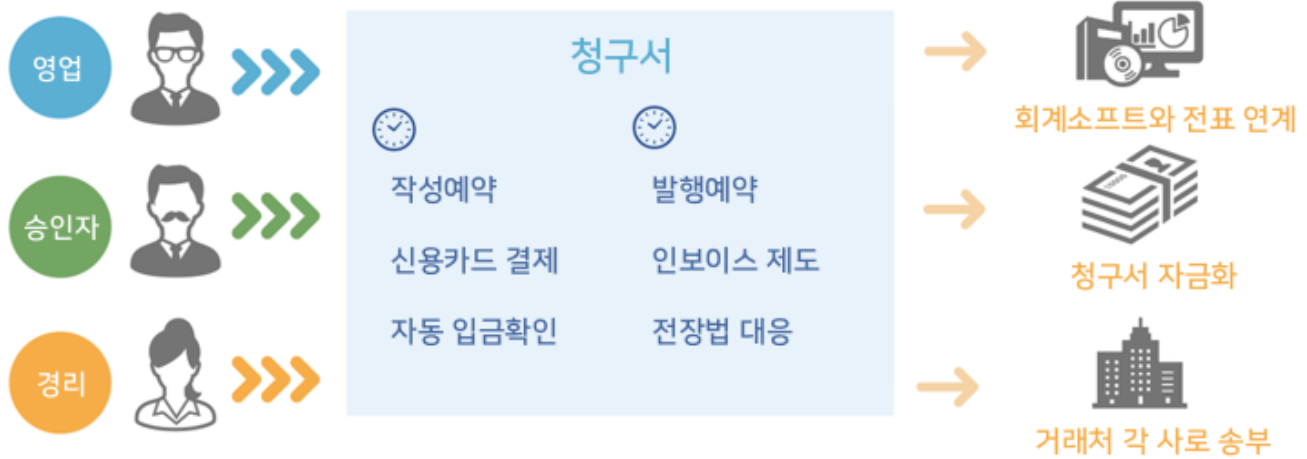 영업
승인자
경리
청구서
작성예약
발행예약
신용카드 결제
인보이스 제도
자동 입금확인
전장법 대응
회계소프트와 전표 연계
10000
청구서 자금화
거래처 각 사로 송부